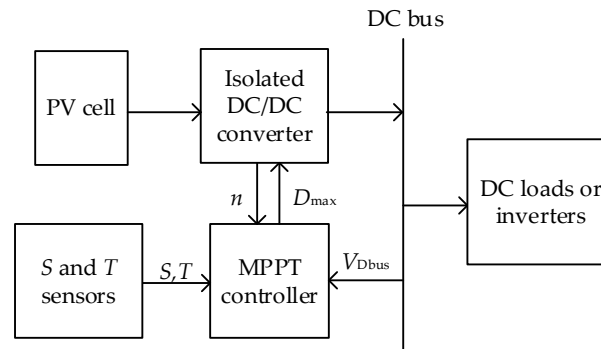 DC bus
PV cell
Isolated
DC/DC
converter
DC loads or
inverters
n
Dmax
S and T
sensors
S,T
MPPT
controller
VDbus